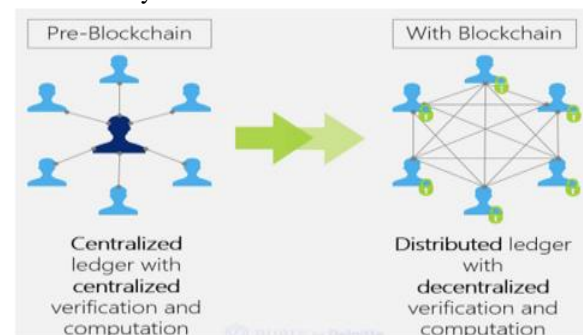 Pre-Blockchain
With Blockchain
Centralized
ledger with
centralized
verification and
computation
Distributed ledger
with
decentralized
verification and
computation